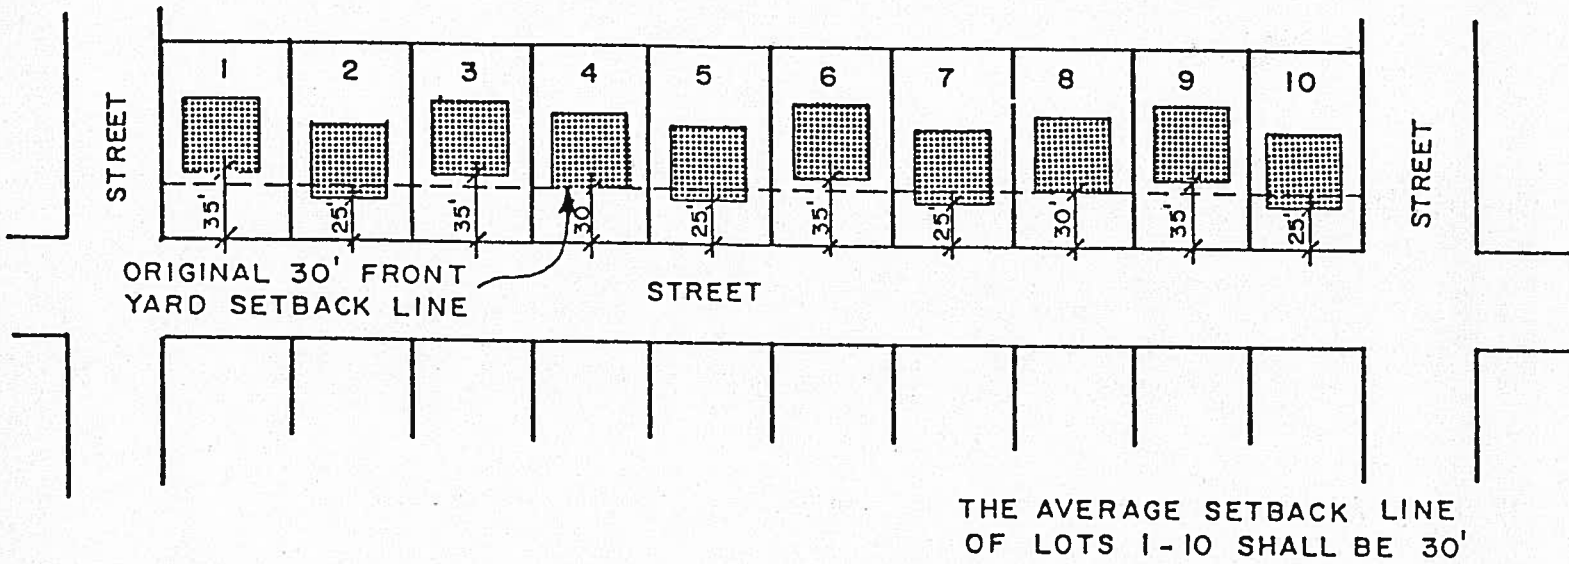 STREET
1 2 3 4 5 6 7 8 9 10
STREET
35' 25' 35' 30' 25' 35' 25' 30' 35' 25'
ORIGINAL 30' FRONT
YARD SETBACK LINE
STREET
THE AVERAGE SETBACK LINE
OF LOTS 1-10 SHALL BE 30'